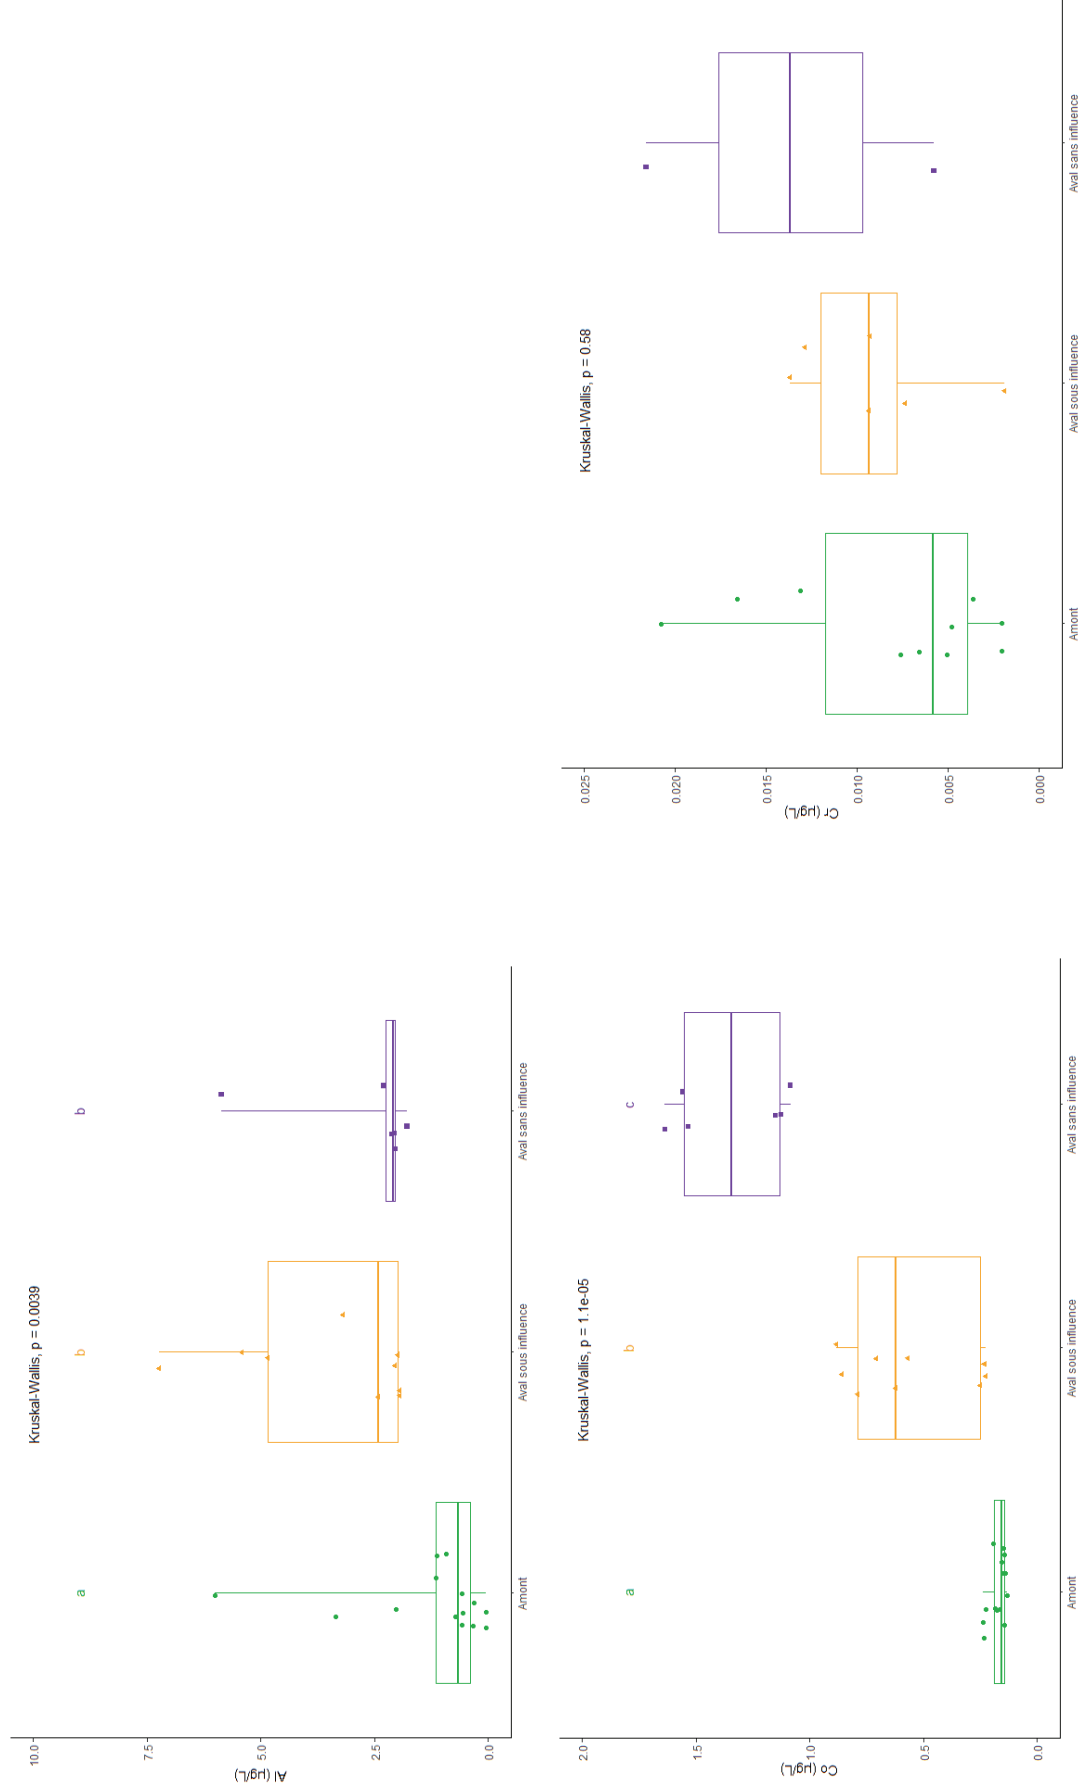 Kruskal-Wallis, p = 0.0039
a
b
b
10.0
7.5
5.0
2.5
0.0
Al (µg/L)
Amont
Aval sous influence
Aval sans influence
Kruskal-Wallis, p = 1.1e-05
a
b
c
2.0
1.5
1.0
0.5
0.0
Co (µg/L)
Amont
Aval sous influence
Aval sans influence
Kruskal-Wallis, p = 0.58
0.025
0.020
0.015
0.010
0.005
0.000
Cr (µg/L)
Amont
Aval sous influence
Aval sans influence